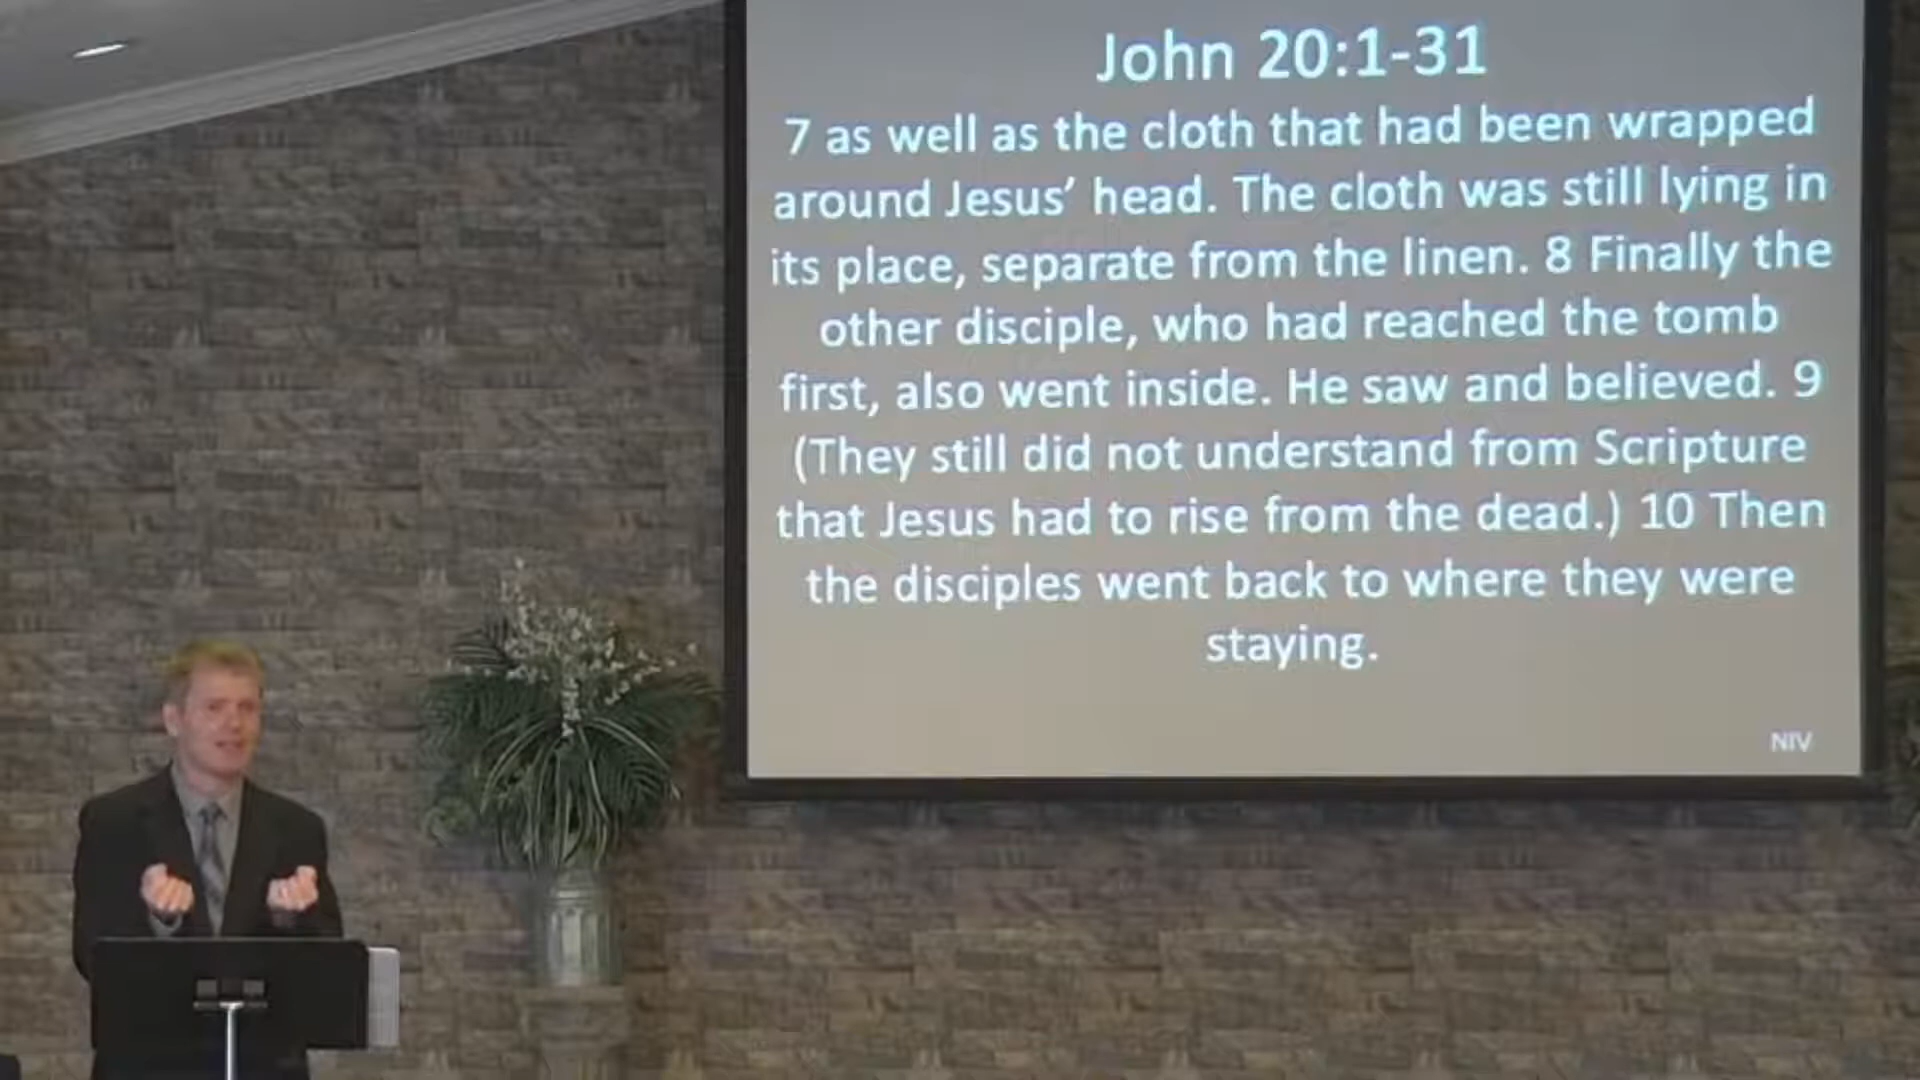 John 20:1-31
7 as well as the cloth that had been wrapped
around Jesus’ head. The cloth was still lying in
its place, separate from the linen. 8 Finally the
other disciple, who had reached the tomb
first, also went inside. He saw and believed. 9
(They still did not understand from Scripture
that Jesus had to rise from the dead.) 10 Then
the disciples went back to where they were
staying.
NIV